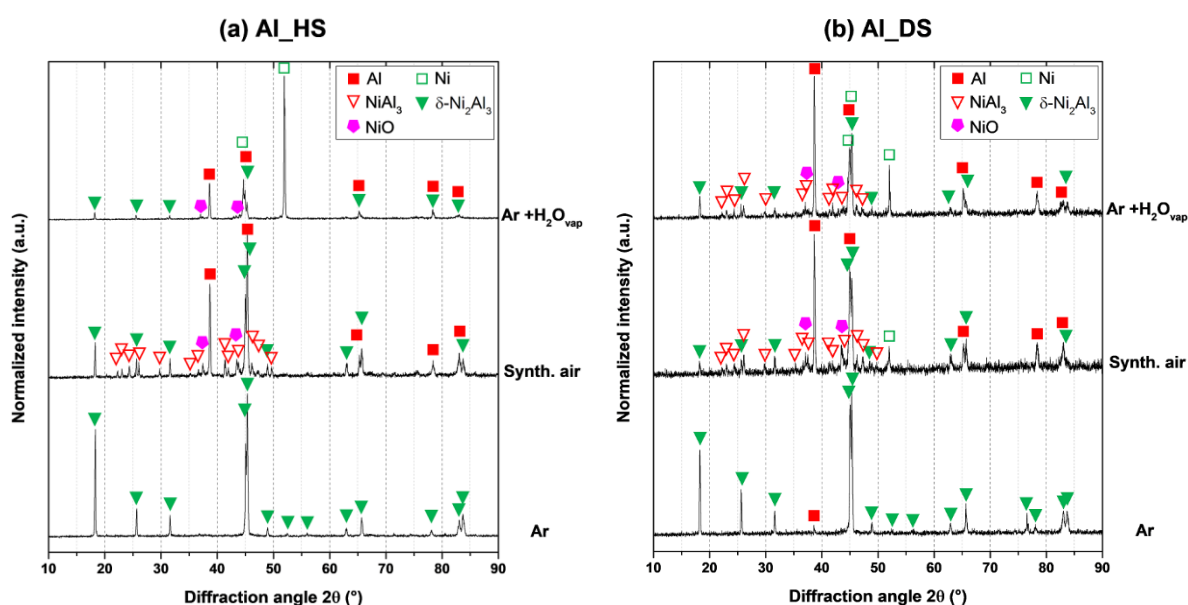 (a) Al_HS
Al Ni
NiAl₃ δ-Ni₂Al₃
NiO
Ar +H₂Oᵥₐₚ
Synth. air
Ar
Normalized intensity (a.u.)
10 20 30 40 50 60 70 80 90
Diffraction angle 2θ (°)
(b) Al_DS
Al Ni
NiAl₃ δ-Ni₂Al₃
NiO
Ar +H₂Oᵥₐₚ
Synth. air
Ar
Normalized intensity (a.u.)
10 20 30 40 50 60 70 80 90
Diffraction angle 2θ (°)